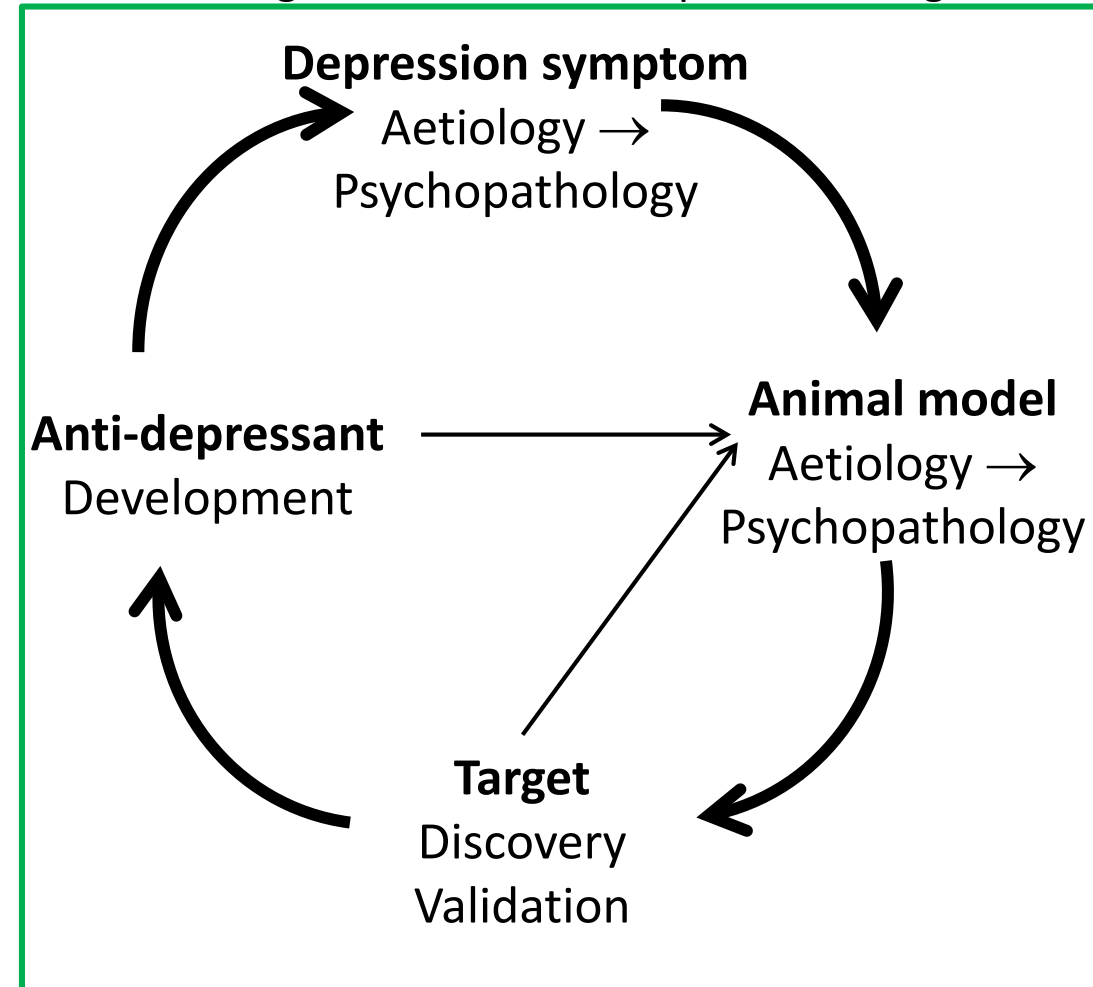 Depression symptom
Aetiology →
Psychopathology
Animal model
Aetiology →
Psychopathology
Anti-depressant
Development
Target
Discovery
Validation